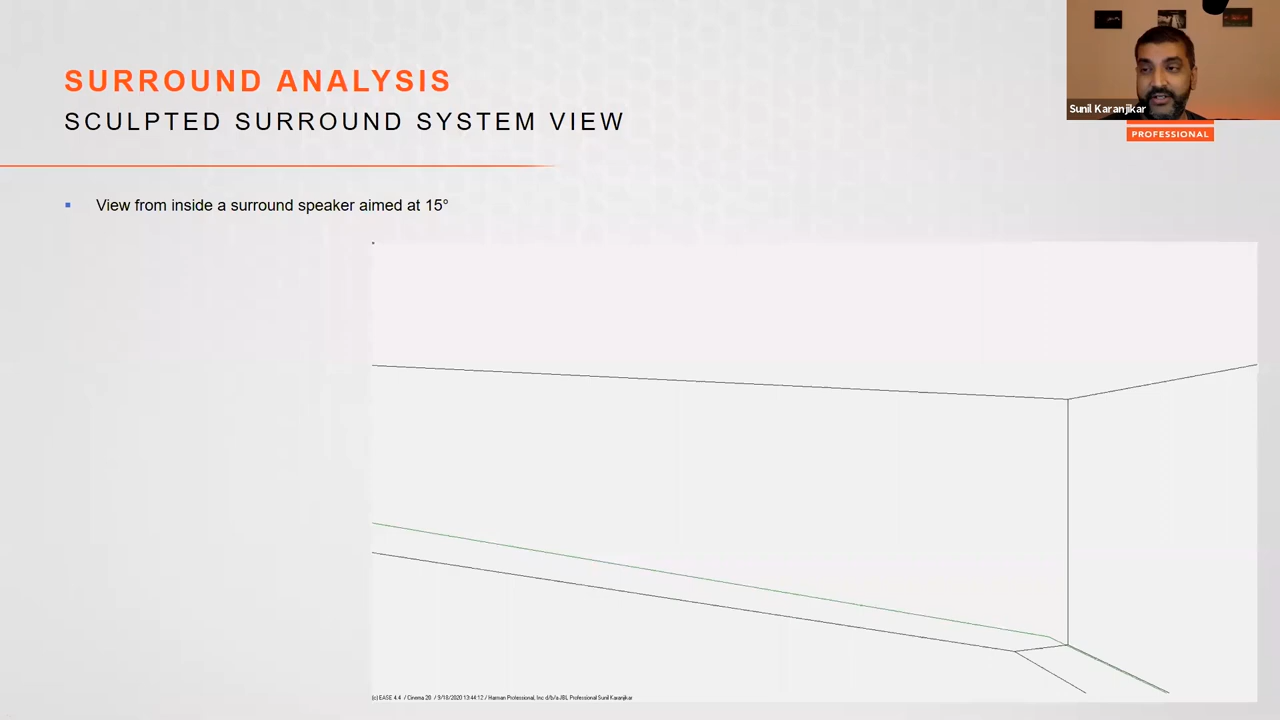 SURROUND ANALYSIS
SCULPTED SURROUND SYSTEM VIEW
Sunil Karanjikar
PROFESSIONAL
View from inside a surround speaker aimed at 15°
(c) EASE 4.4 / Cinema 20 / 9/18/2020 13:44:12 / Harman Professional, Inc d/b/a JBL Professional Sunil Karanjikar